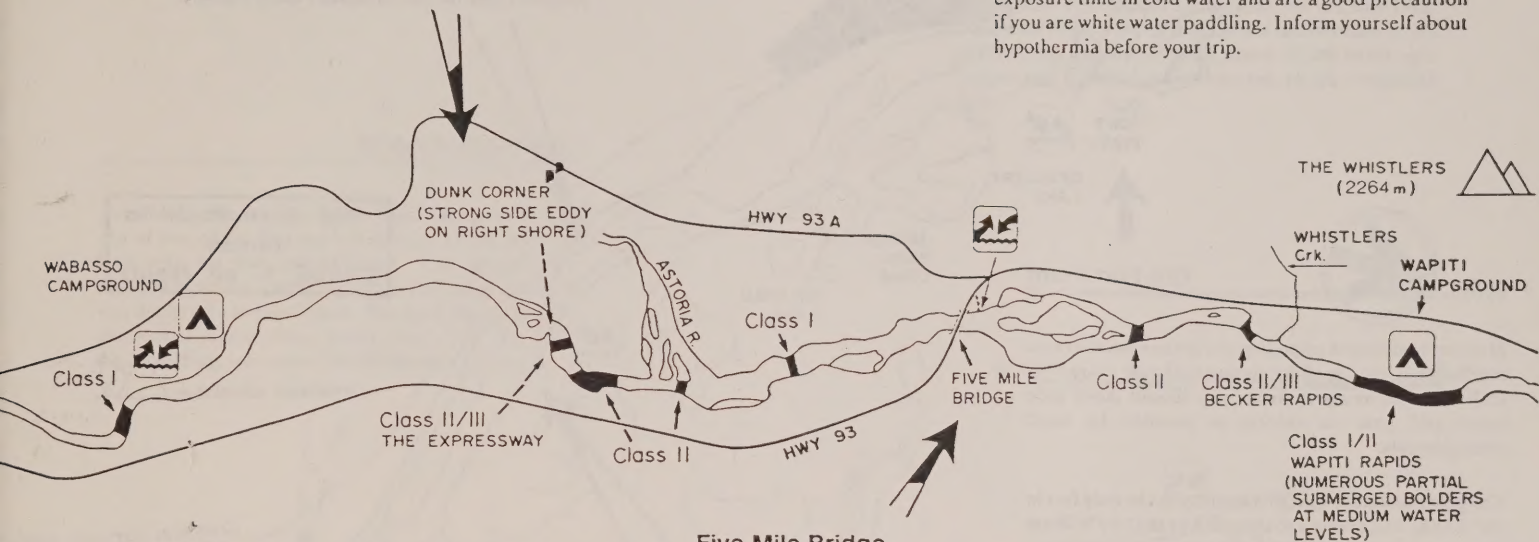 exposure time in cold water and are a good precaution
if you are white water paddling. Inform yourself about
hypothermia before your trip.
THE WHISTLERS
(2264 m)
DUNK CORNER
(STRONG SIDE EDDY
ON RIGHT SHORE)
HWY 93A
WHISTLERS
Crk.
WAPITI
CAMPGROUND
WABASSO
CAMPGROUND
ASTORIA R.
Class I
Class I
FIVE MILE
BRIDGE
Class II
Class II/III
BECKER RAPIDS
Class II/III
THE EXPRESSWAY
Class II
HWY 93
Class I/II
WAPITI RAPIDS
(NUMEROUS PARTIAL
SUBMERGED BOLDERS
AT MEDIUM WATER
LEVELS)
Five Mile Bridge